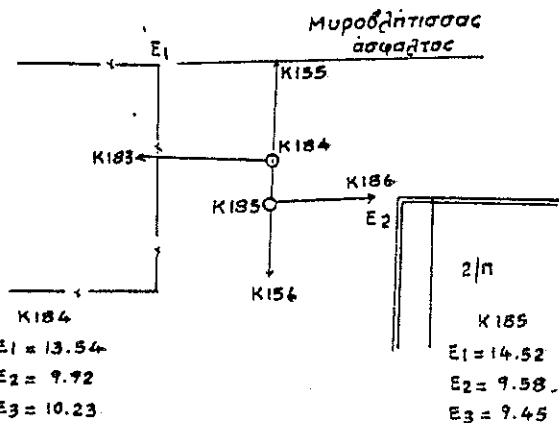 Μυροβλήτισσας
άσφαλτος
E1
K155
K184
K183
K186
K185
E2
K156
2/Π
K184
E1 = 13.54
E2 = 9.92
E3 = 10.23
K185
E1 = 14.52
E2 = 9.58
E3 = 9.45